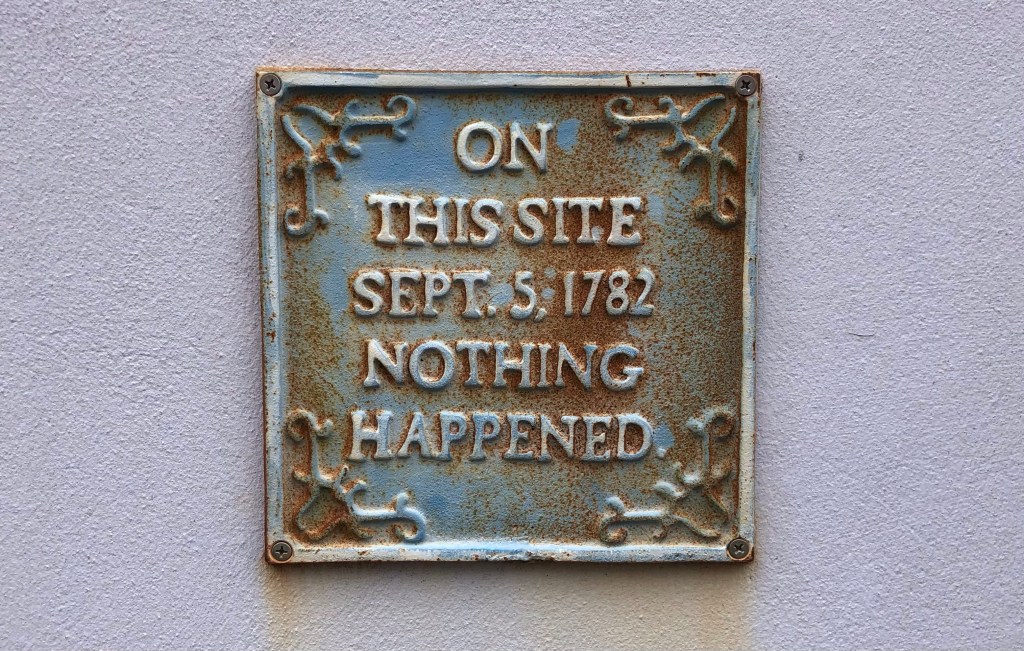 ON
THIS SITE
SEPT. 5, 1782
NOTHING
HAPPENED.